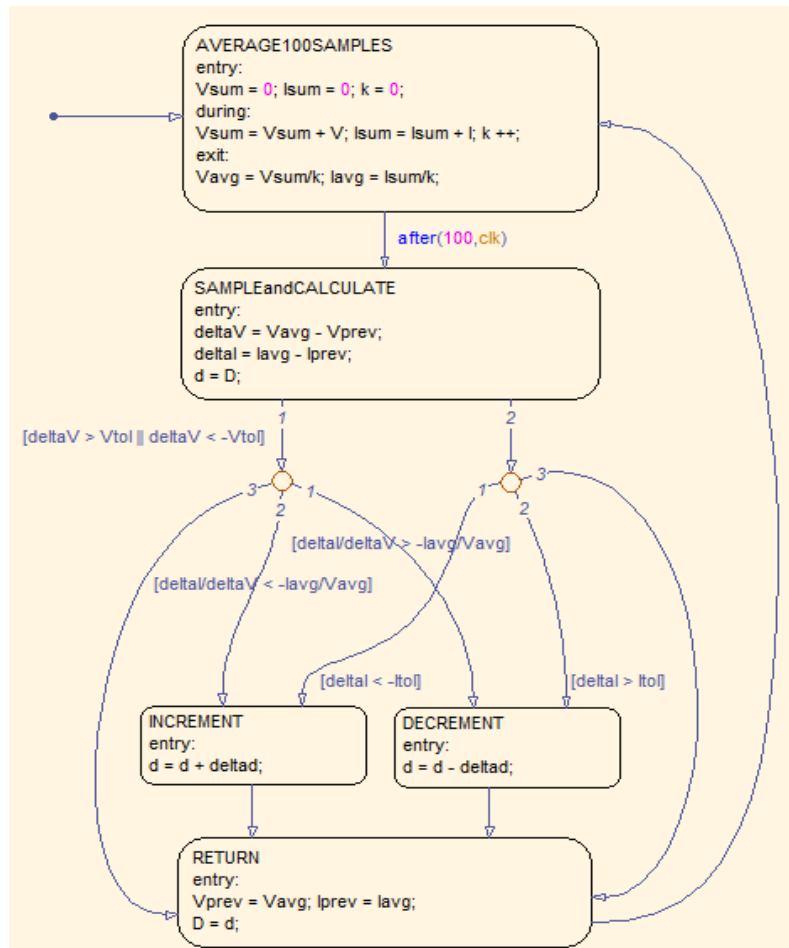 AVERAGE100SAMPLES
entry:
Vsum = 0; Isum = 0; k = 0;
during:
Vsum = Vsum + V; Isum = Isum + I; k ++;
exit:
Vavg = Vsum/k; Iavg = Isum/k;
after(100,clk)
SAMPLEandCALCULATE
entry:
deltaV = Vavg - Vprev;
deltaI = Iavg - Iprev;
d = D;
1
2
[deltaV > Vtol || deltaV < -Vtol]
3
2
1
1
2
3
[deltaI/deltaV > -Iavg/Vavg]
[deltaI/deltaV < -Iavg/Vavg]
[deltaI < -Itol]
[deltaI > Itol]
INCREMENT
entry:
d = d + deltad;
DECREMENT
entry:
d = d - deltad;
RETURN
entry:
Vprev = Vavg; Iprev = Iavg;
D = d;